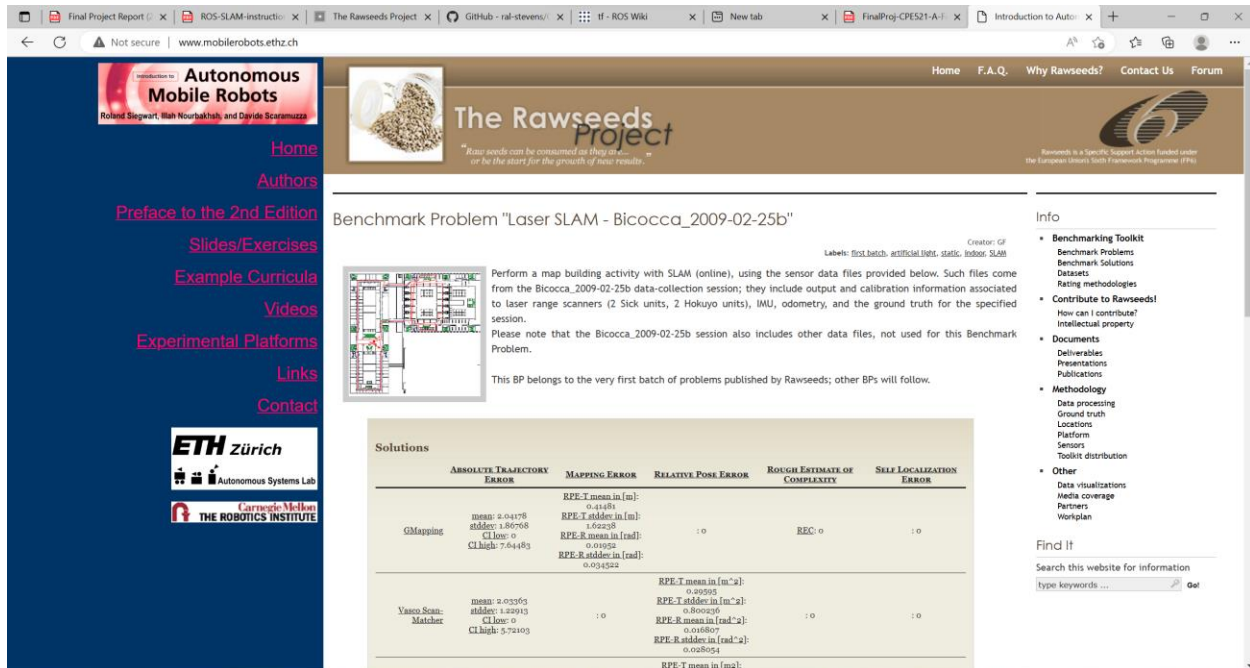 Final Project Report (
ROS-SLAM-instructio
The Rawseeds Project
GitHub - ral-stevens/
tf - ROS Wiki
New tab
FinalProj-CPE521-A-F
Introduction to Auto
Not secure | www.mobilerobots.ethz.ch
Introduction to Autonomous
Mobile Robots
Roland Siegwart, Illah Nourbakhsh, and Davide Scaramuzza
Home
Authors
Preface to the 2nd Edition
Slides/Exercises
Example Curricula
Videos
Experimental Platforms
Links
Contact
ETH Zürich
Autonomous Systems Lab
Carnegie Mellon
THE ROBOTICS INSTITUTE
Home F.A.Q. Why Rawseeds? Contact Us Forum
The Rawseeds
Project
"Raw seeds can be consumed as they are...
or be the start for the growth of new results."
6
Rawseeds is a Specific Support Action funded under
the European Union's Sixth Framework Programme (FP6)
Benchmark Problem "Laser SLAM - Bicocca_2009-02-25b"
Creator: GF
Labels: first batch, artificial light, static, indoor, SLAM
Perform a map building activity with SLAM (online), using the sensor data files provided below. Such files come
from the Bicocca_2009-02-25b data-collection session; they include output and calibration information associated
to laser range scanners (2 Sick units, 2 Hokuyo units), IMU, odometry, and the ground truth for the specified
session.
Please note that the Bicocca_2009-02-25b session also includes other data files, not used for this Benchmark
Problem.
This BP belongs to the very first batch of problems published by Rawseeds; other BPs will follow.
Solutions
Absolute Trajectory
Error
Mapping Error
Relative Pose Error
Rough Estimate of
Complexity
Self Localization
Error
GMapping
mean: 2.04178
stddev: 1.86768
CI low: 0
CI high: 7.64483
RPE-T mean in [m]:
0.41481
RPE-T stddev in [m]:
1.62238
RPE-R mean in [rad]:
0.01952
RPE-R stddev in [rad]:
0.034522
: 0
REC: 0
: 0
Vasco Scan-
Matcher
mean: 2.03363
stddev: 1.22913
CI low: 0
CI high: 5.72103
: 0
RPE-T mean in [m^2]:
0.29595
RPE-T stddev in [m^2]:
0.800236
RPE-R mean in [rad^2]:
0.016807
RPE-R stddev in [rad^2]:
0.028054
: 0
: 0
RPE-T mean in [m2]:
Info
Benchmarking Toolkit
Benchmark Problems
Benchmark Solutions
Datasets
Rating methodologies
Contribute to Rawseeds!
How can I contribute?
Intellectual property
Documents
Deliverables
Presentations
Publications
Methodology
Data processing
Ground truth
Locations
Platform
Sensors
Toolkit distribution
Other
Data visualizations
Media coverage
Partners
Workplan
Find It
Search this website for information
type keywords ... Go!